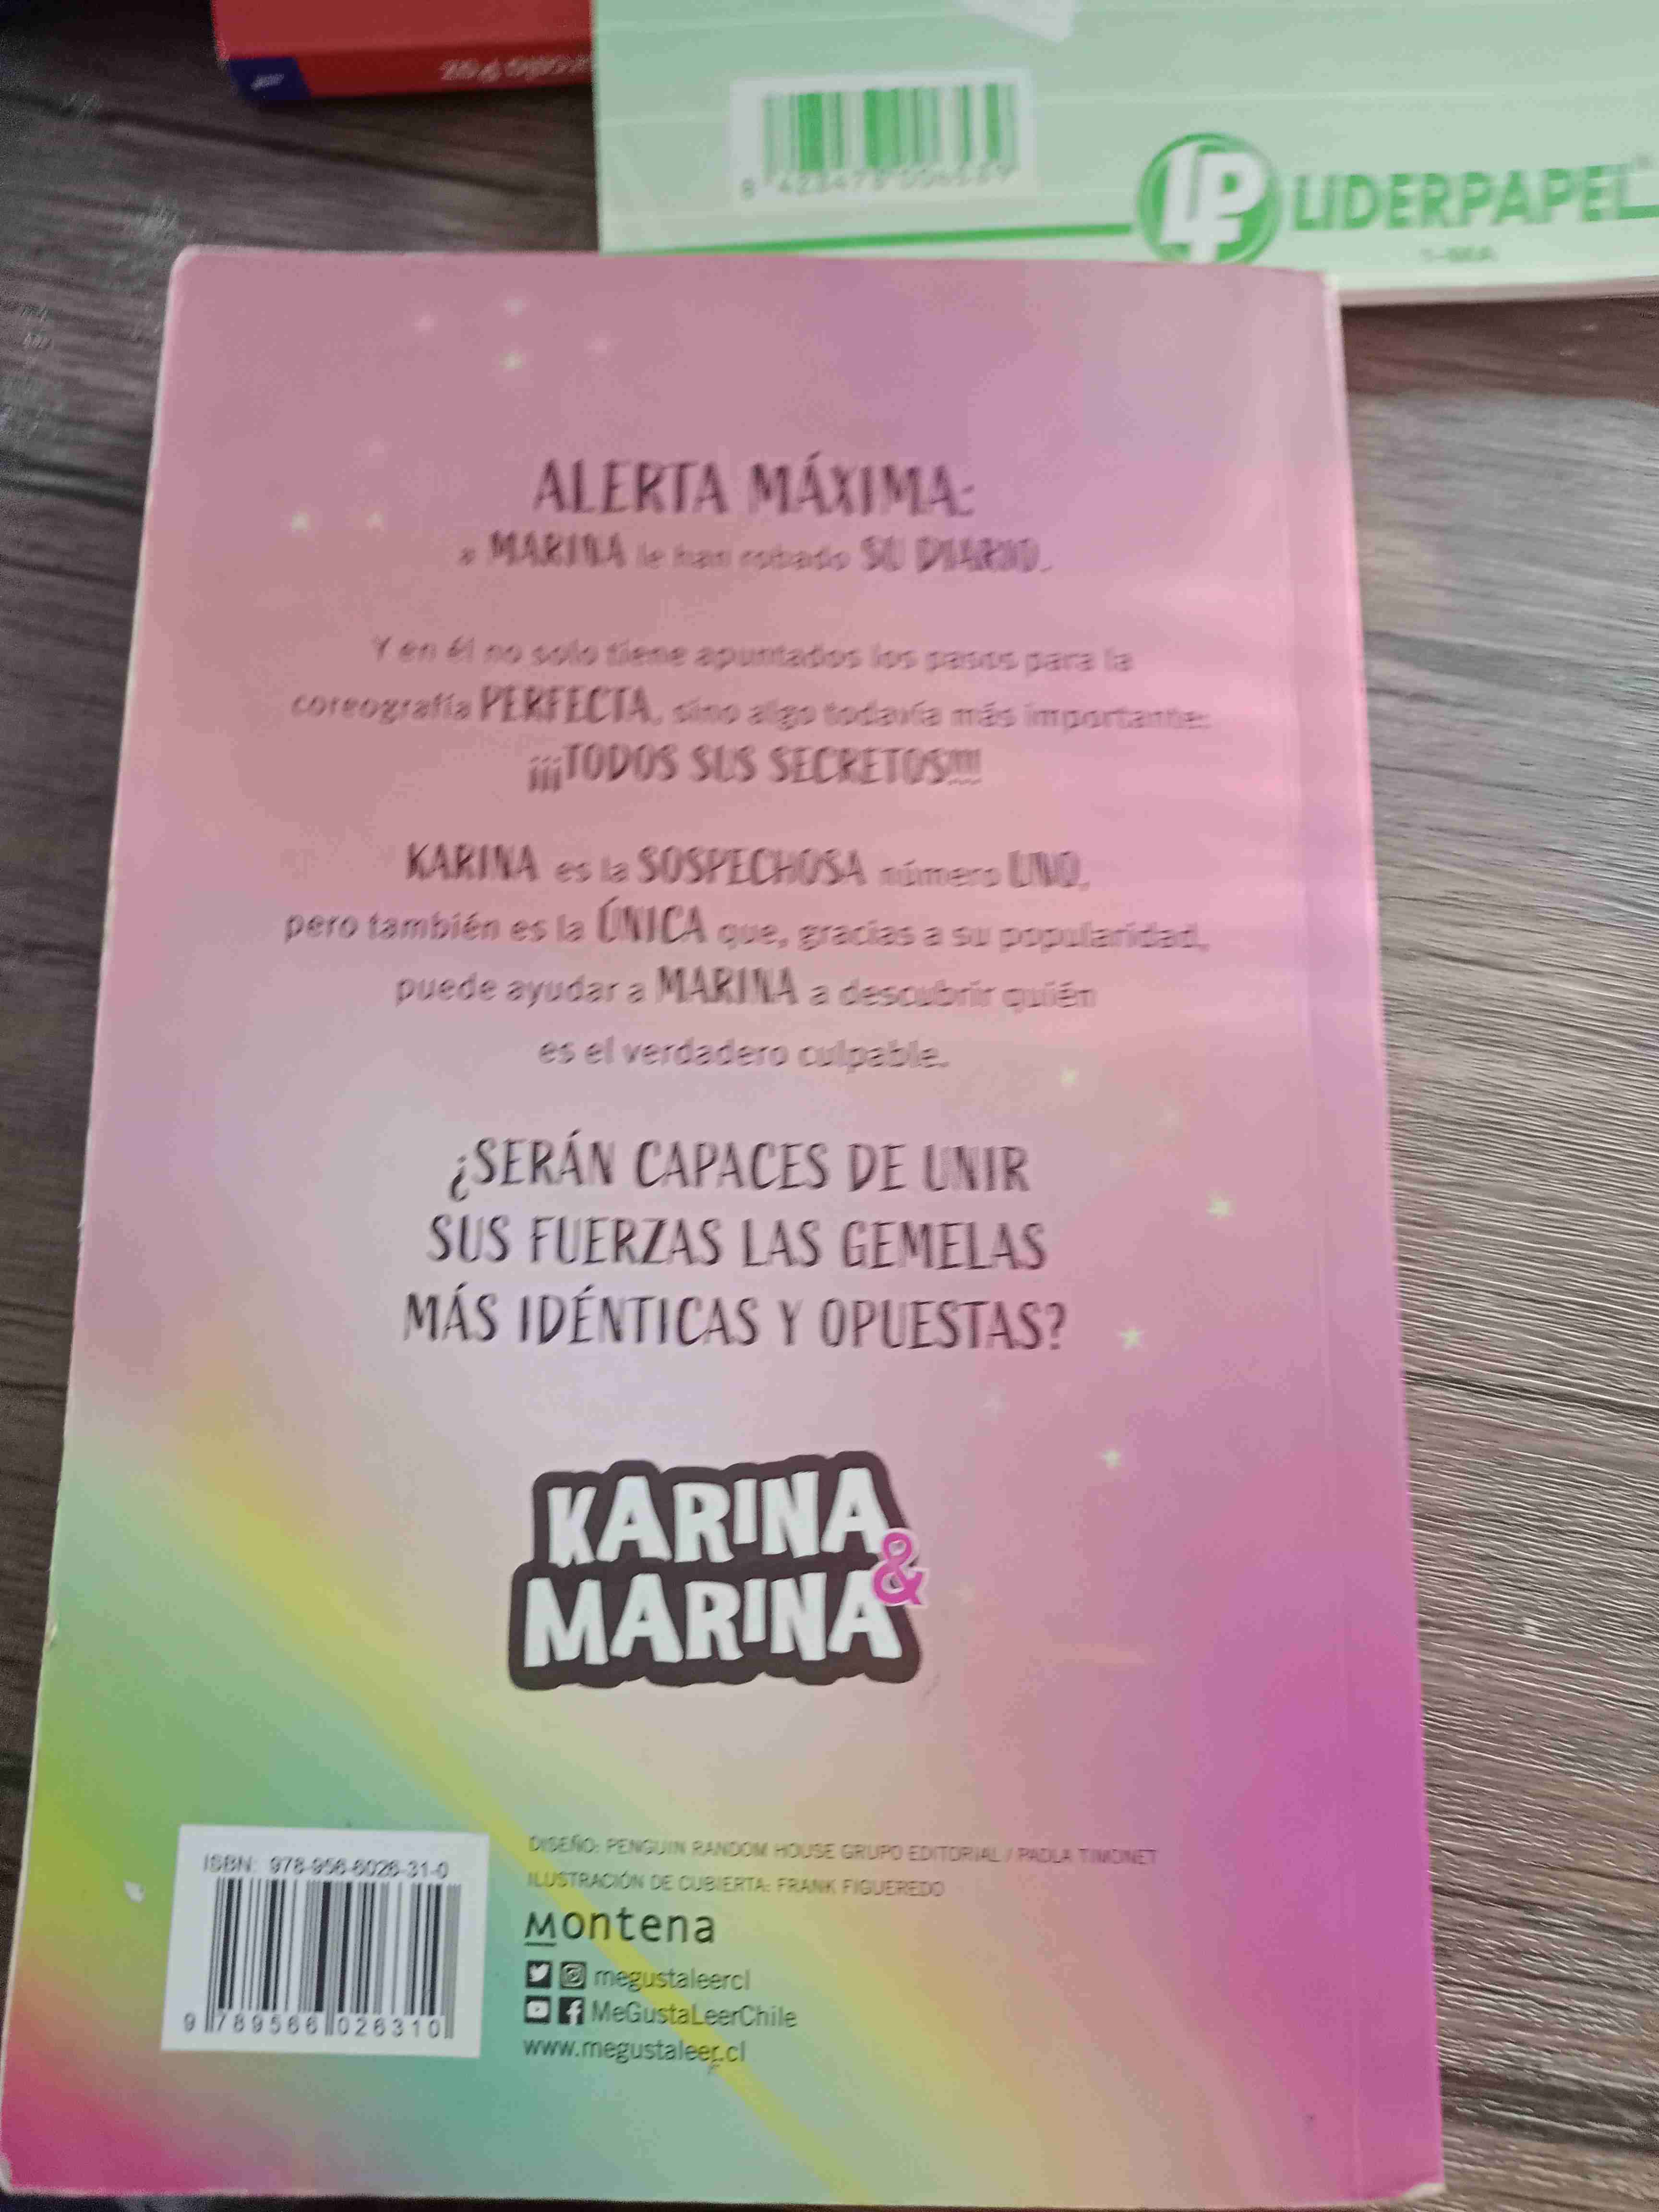 8 428473 006539
LP LIDERPAPEL
ALERTA MÁXIMA:
a MARINA le han robado SU DIARIO.
Y en él no solo tiene apuntados los pasos para la
coreografía PERFECTA, sino algo todavía más importante:
¡¡¡TODOS SUS SECRETOS!!!!
KARINA es la SOSPECHOSA número UNO,
pero también es la ÚNICA que, gracias a su popularidad,
puede ayudar a MARINA a descubrir quién
es el verdadero culpable.
¿SERÁN CAPACES DE UNIR
SUS FUERZAS LAS GEMELAS
MÁS IDÉNTICAS Y OPUESTAS?
KARINA &
MARINA
ISBN: 978-956-6026-31-0
9 789566 026310
DISEÑO: PENGUIN RANDOM HOUSE GRUPO EDITORIAL / PAOLA TIMONET
ILUSTRACIÓN DE CUBIERTA: FRANK FIGUEREDO
Montena
megustaleercl
MeGustaLeerChile
www.megustaleer.cl